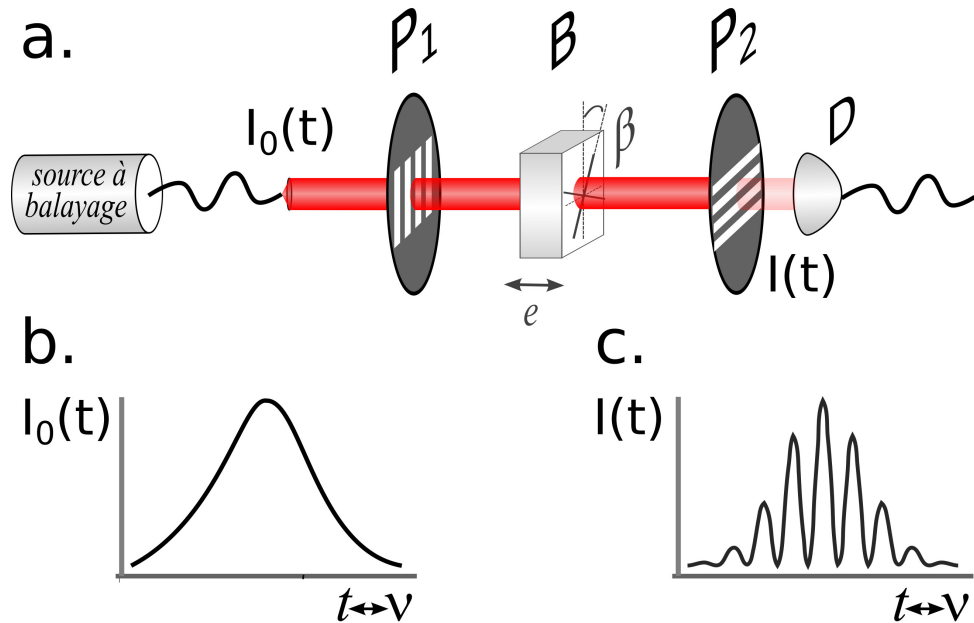 a.
P1
B
P2
D
I₀(t)
β
source à
balayage
I(t)
e
b.
c.
I₀(t)
I(t)
t↔ν
t↔ν